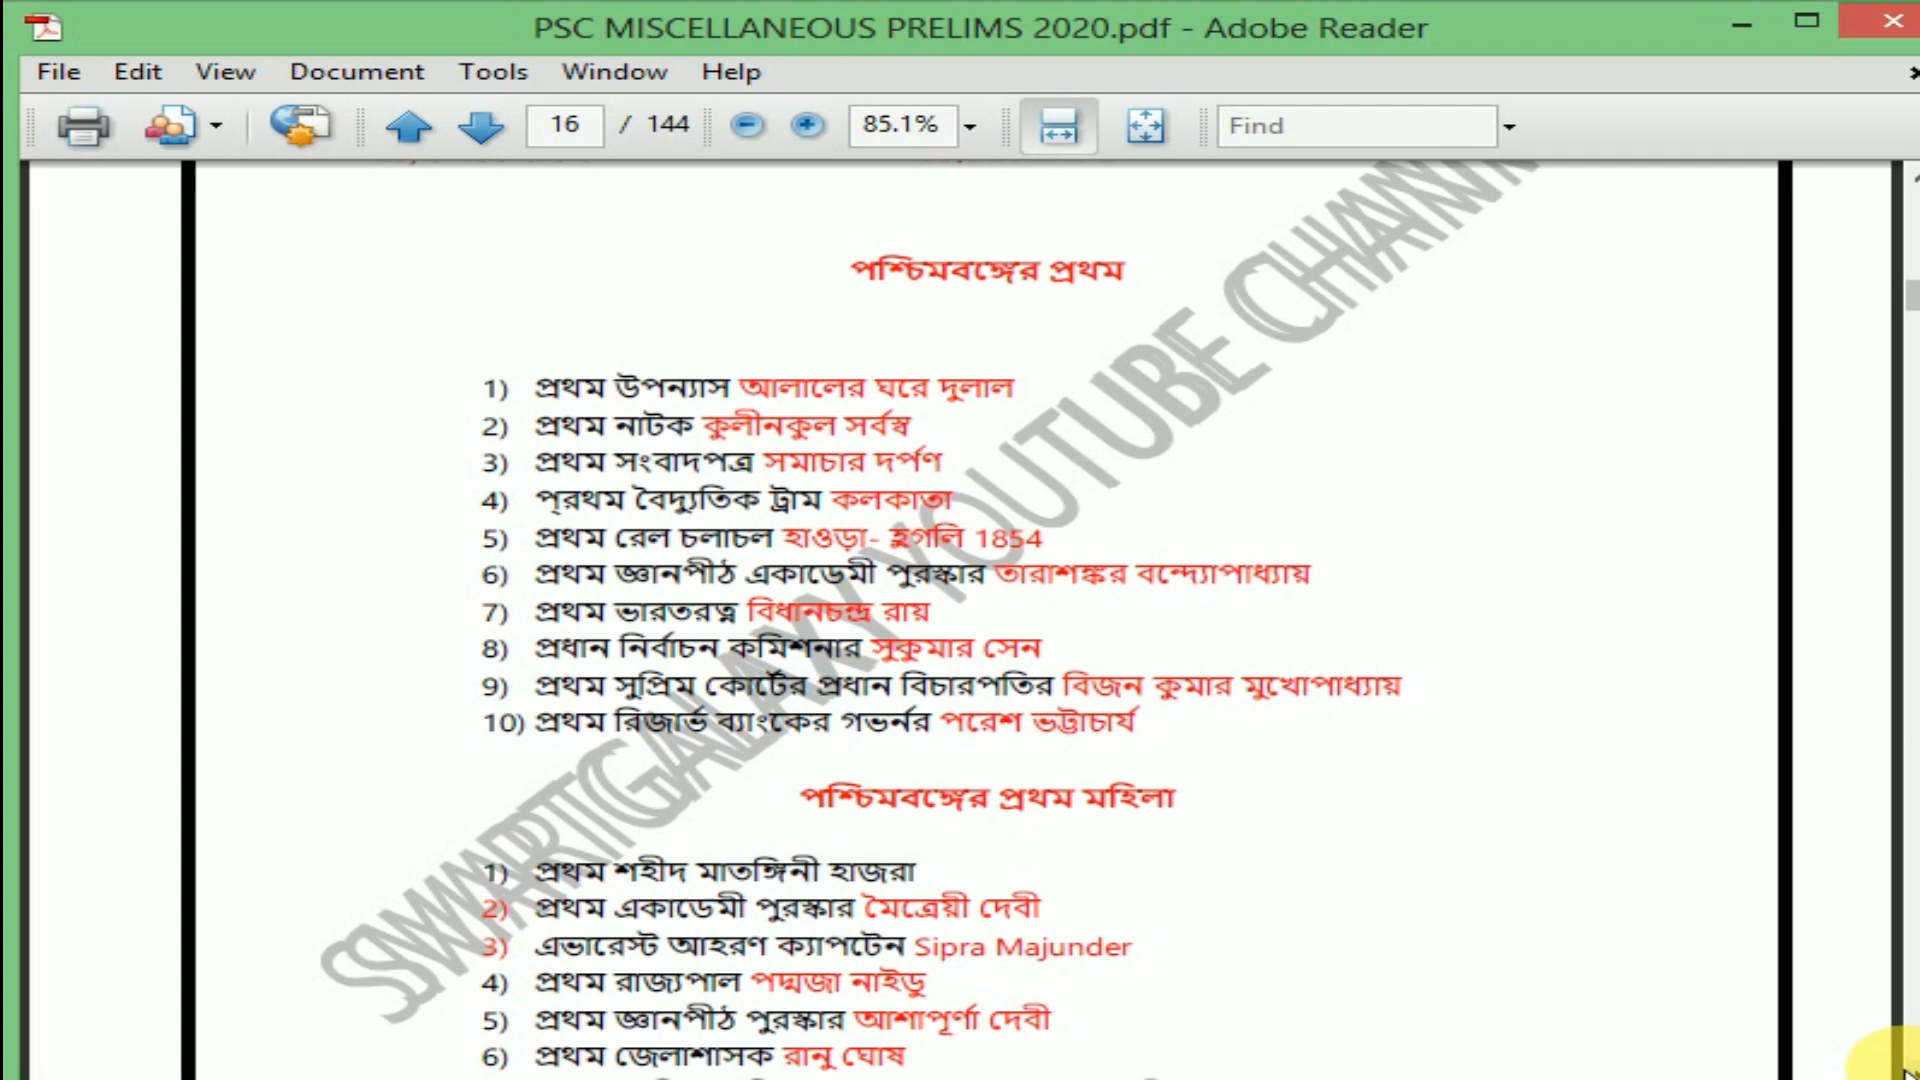 PSC MISCELLANEOUS PRELIMS 2020.pdf - Adobe Reader
File Edit View Document Tools Window Help
16 / 144 85.1% Find
পশ্চিমবঙ্গের প্রথম
1) প্রথম উপন্যাস আলালের ঘরে দুলাল
2) প্রথম নাটক কুলীনকুল সর্বস্ব
3) প্রথম সংবাদপত্র সমাচার দর্পণ
4) প্‌রথম বৈদ্যুতিক ট্রাম কলকাতা
5) প্রথম রেল চলাচল হাওড়া- হুগলি 1854
6) প্রথম জ্ঞানপীঠ একাডেমী পুরস্কার তারাশঙ্কর বন্দ্যোপাধ্যায়
7) প্রথম ভারতরত্ন বিধানচন্দ্র রায়
8) প্রধান নির্বাচন কমিশনার সুকুমার সেন
9) প্রথম সুপ্রিম কোর্টের প্রধান বিচারপতির বিজন কুমার মুখোপাধ্যায়
10) প্রথম রিজার্ভ ব্যাংকের গভর্নর পরেশ ভট্টাচার্য
পশ্চিমবঙ্গের প্রথম মহিলা
1) প্রথম শহীদ মাতঙ্গিনী হাজরা
2) প্রথম একাডেমী পুরস্কার মৈত্রেয়ী দেবী
3) এভারেস্ট আহরণ ক্যাপটেন Sipra Majunder
4) প্রথম রাজ্যপাল পদ্মজা নাইডু
5) প্রথম জ্ঞানপীঠ পুরস্কার আশাপূর্ণা দেবী
6) প্রথম জেলাশাসক রানু ঘোষ
YOUTUBE